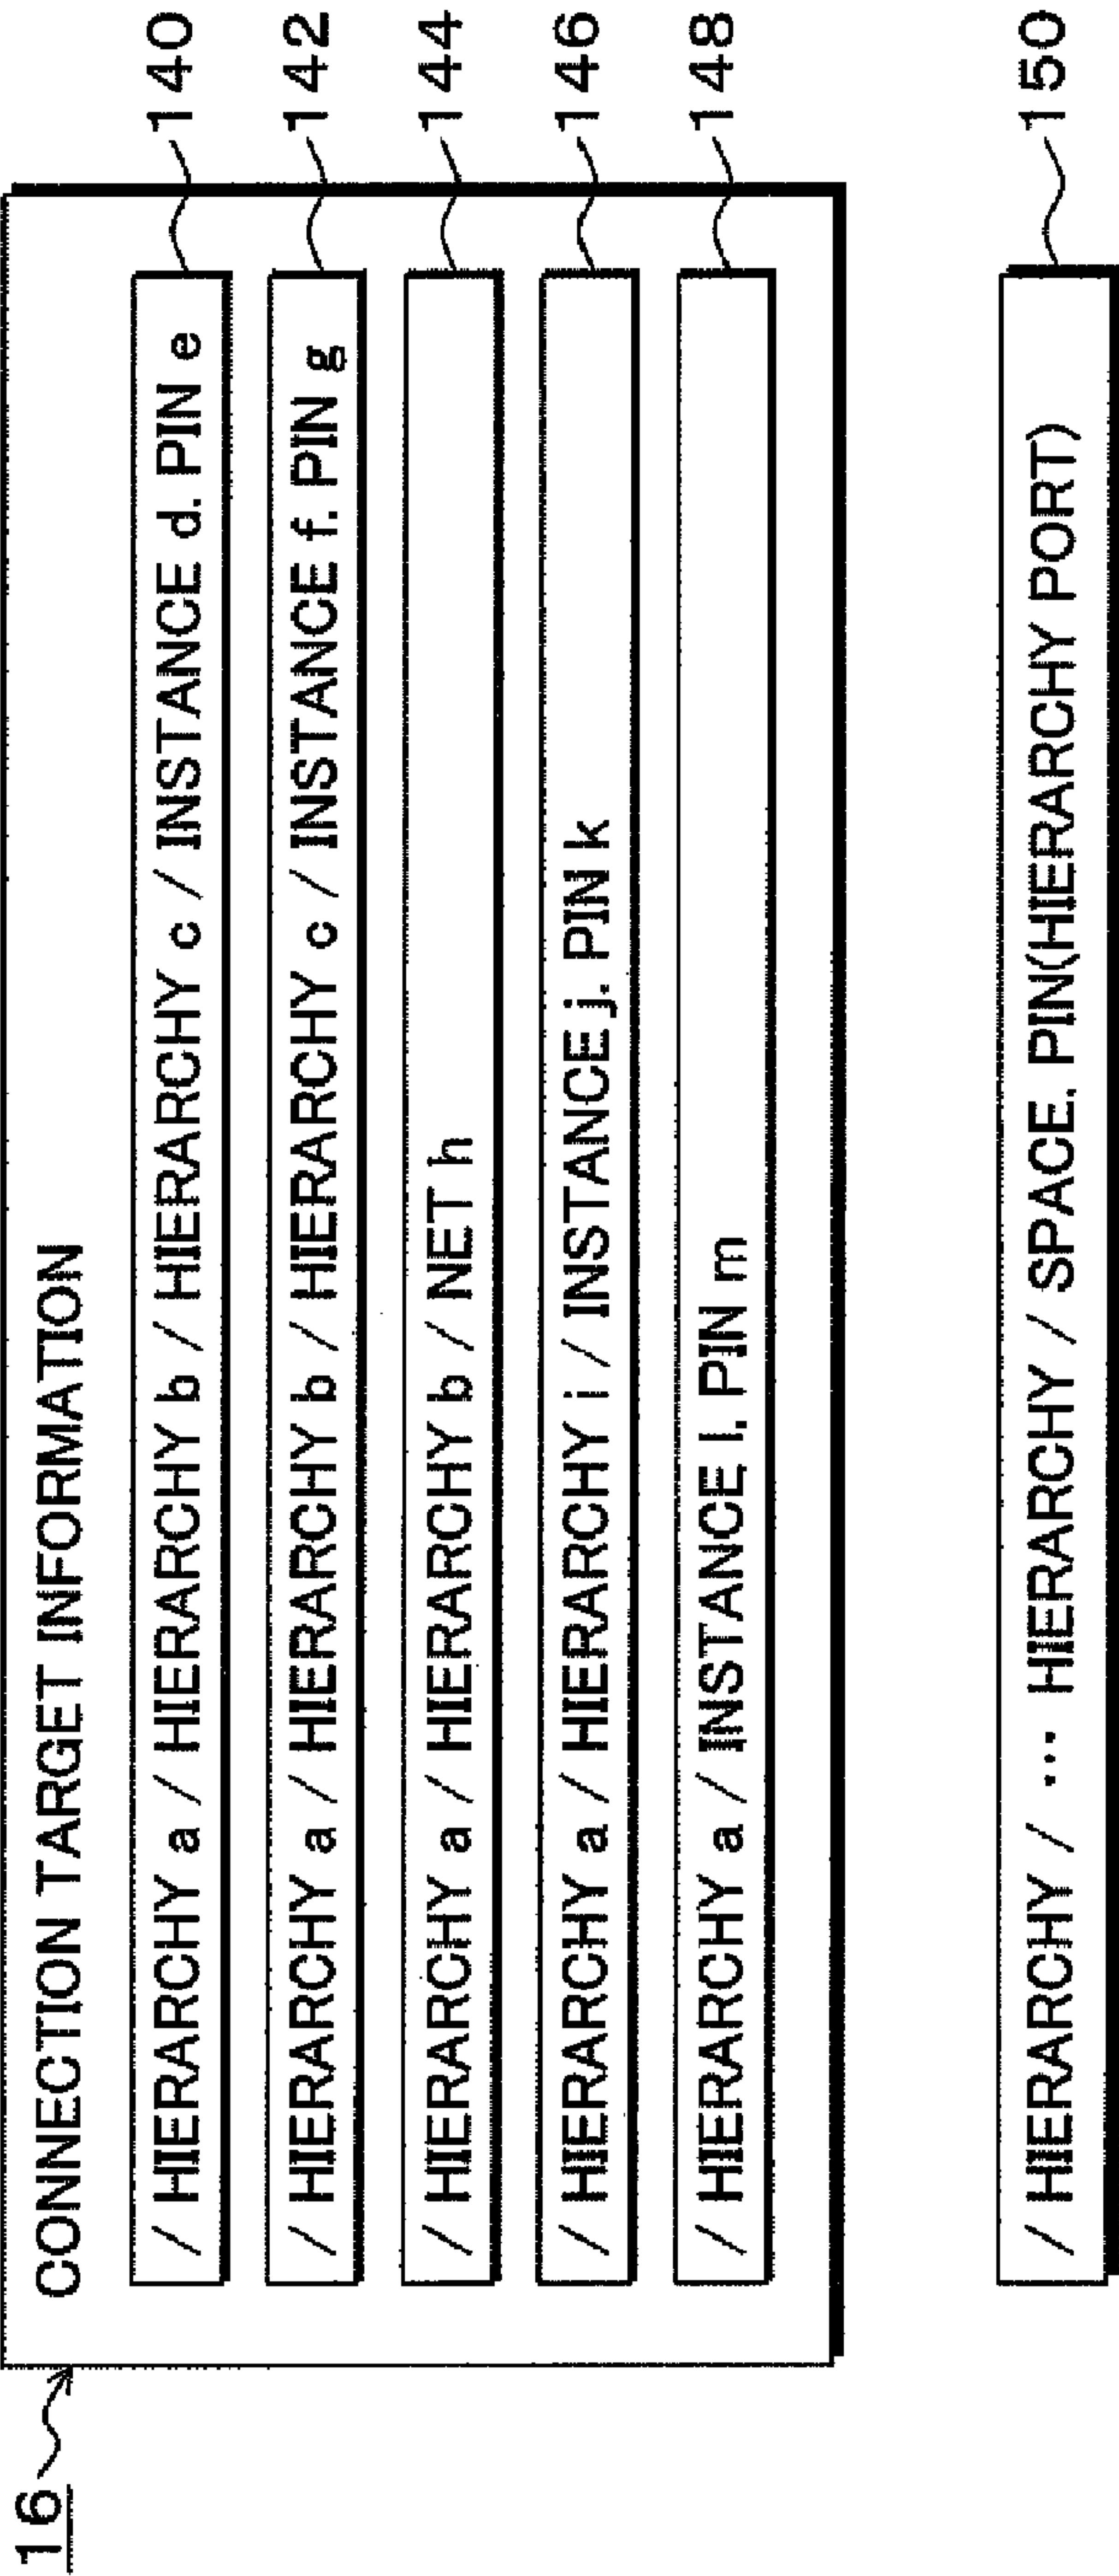 16
CONNECTION TARGET INFORMATION
/ HIERARCHY a / HIERARCHY b / HIERARCHY c / INSTANCE d. PIN e 140
/ HIERARCHY a / HIERARCHY b / HIERARCHY c / INSTANCE f. PIN g 142
/ HIERARCHY a / HIERARCHY b / NET h 144
/ HIERARCHY a / HIERARCHY i / INSTANCE j. PIN k 146
/ HIERARCHY a / INSTANCE l. PIN m 148
/ HIERARCHY / ... HIERARCHY / SPACE. PIN(HIERARCHY PORT) 150